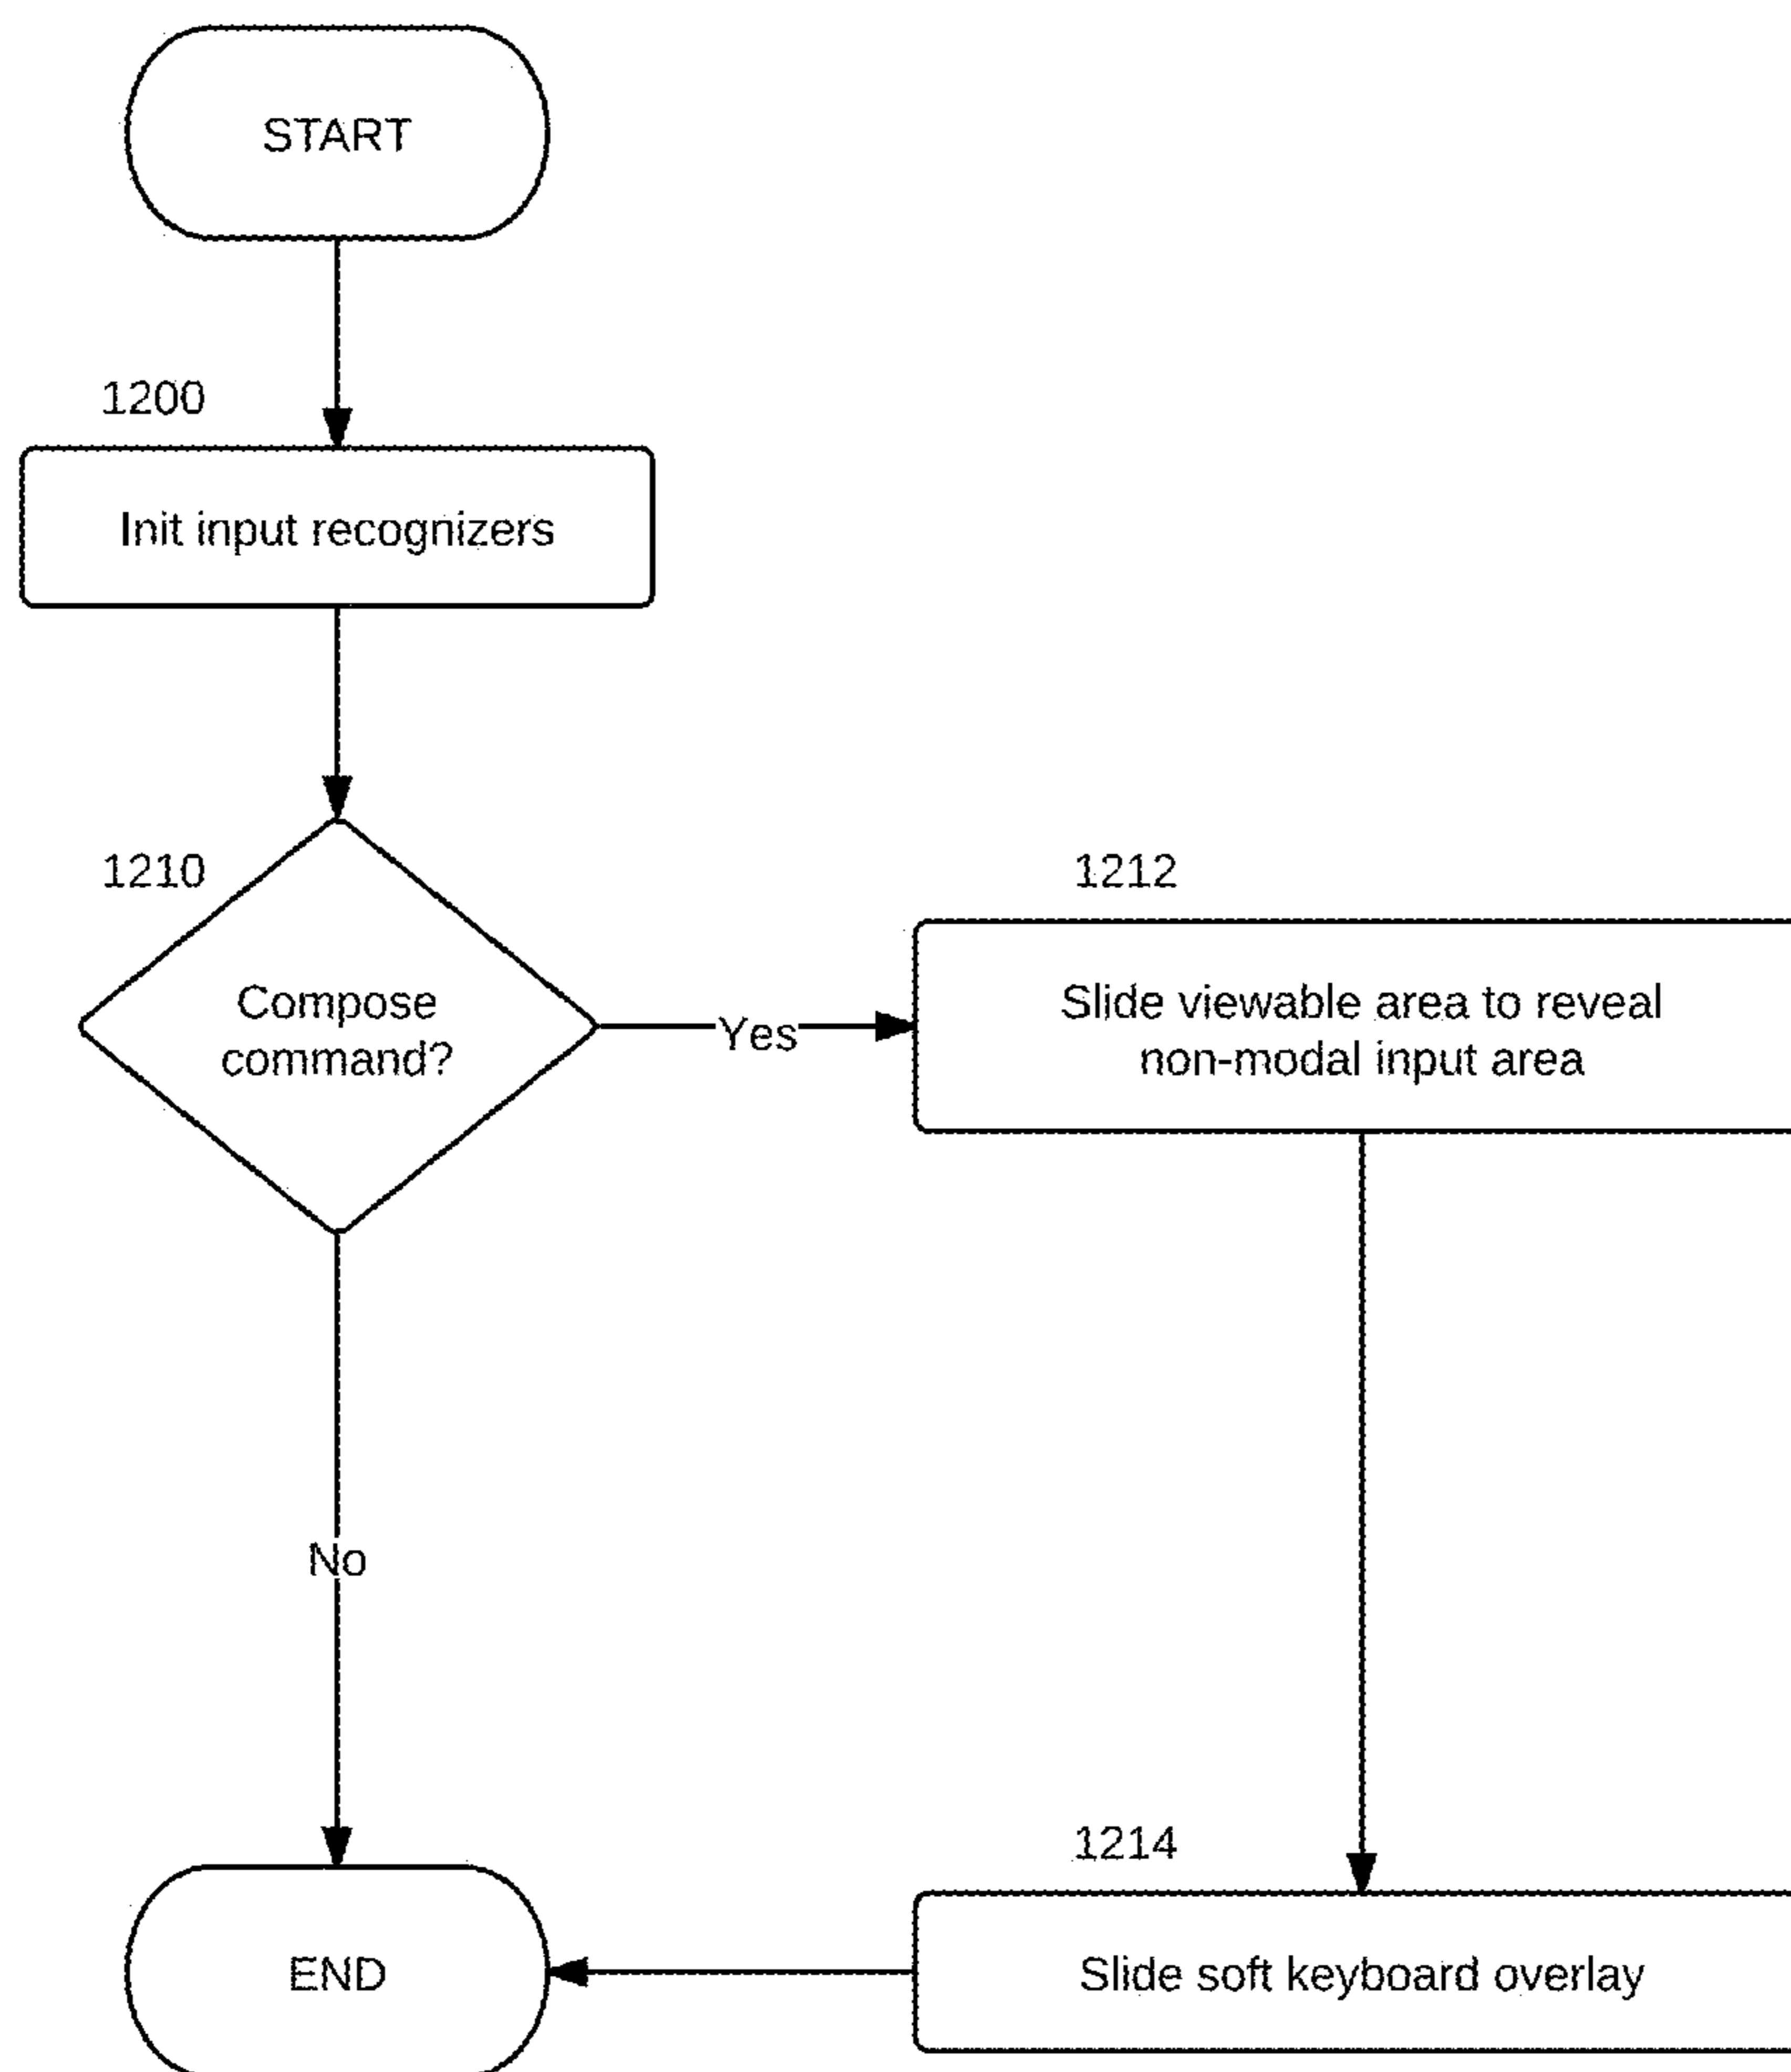 START
1200
Init input recognizers
1210
Compose
command?
Yes
1212
Slide viewable area to reveal
non-modal input area
No
1214
Slide soft keyboard overlay
END